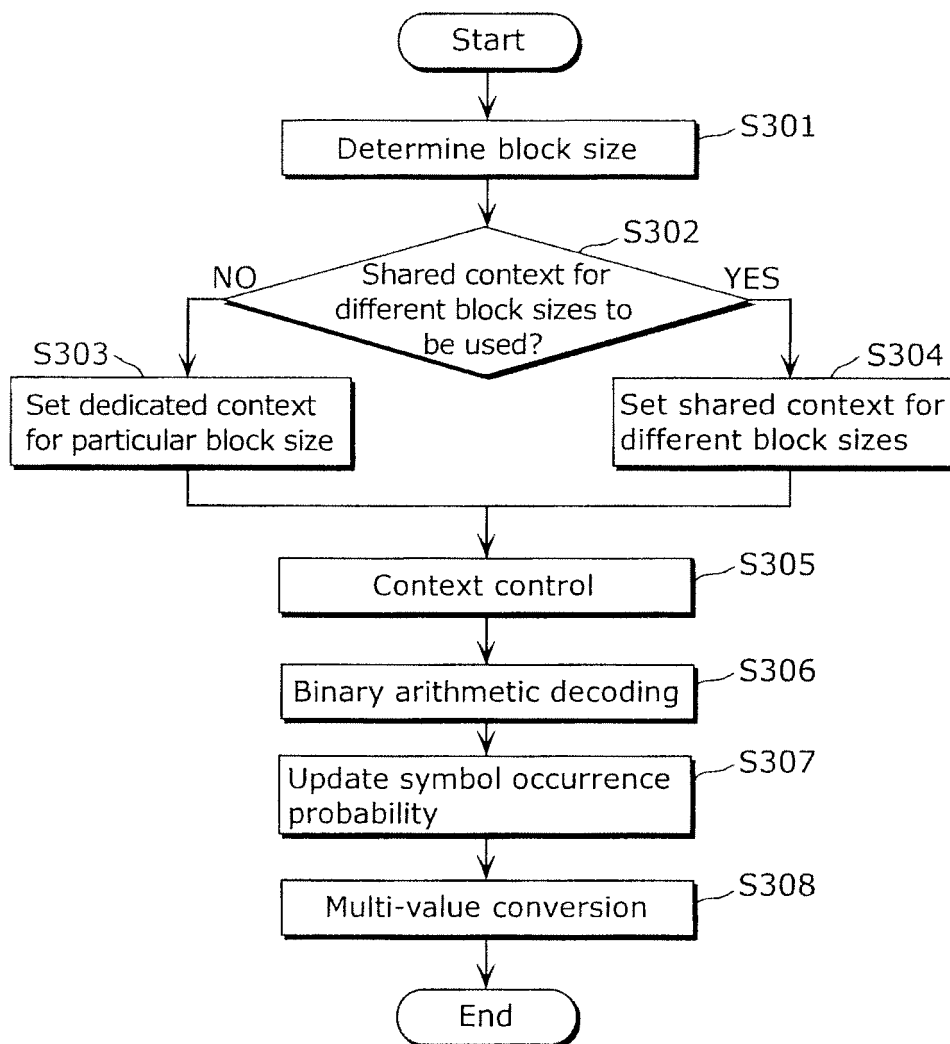 Start
S301
Determine block size
S302
NO
YES
Shared context for
different block sizes to
be used?
S303
S304
Set dedicated context
for particular block size
Set shared context for
different block sizes
S305
Context control
S306
Binary arithmetic decoding
S307
Update symbol occurrence
probability
S308
Multi-value conversion
End